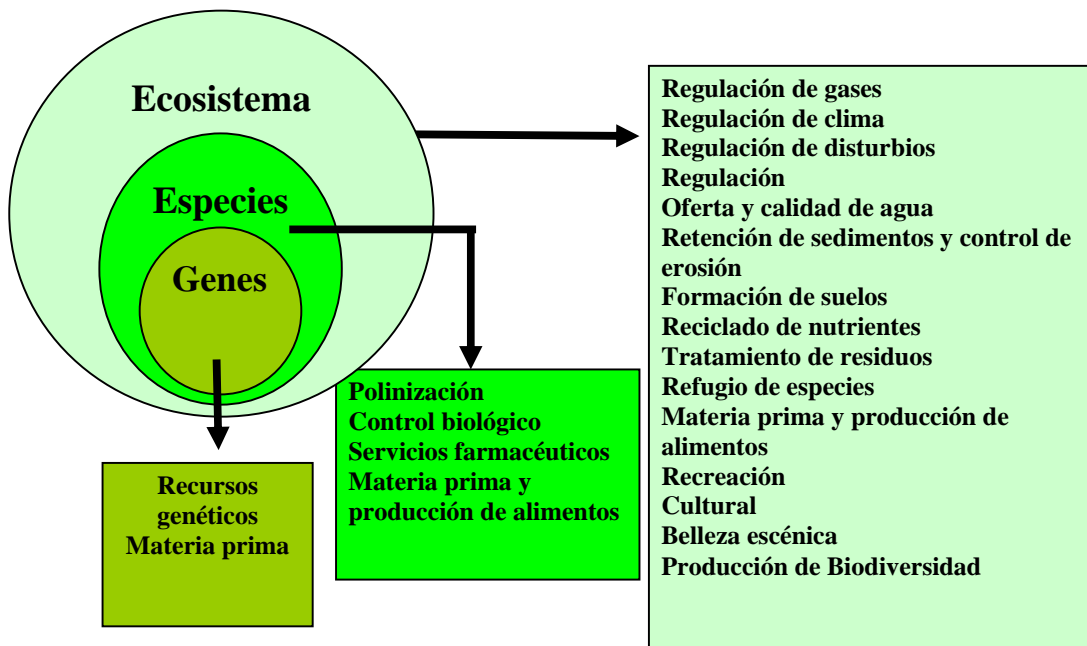 Ecosistema
Especies
Genes
Recursos
genéticos
Materia prima
Polinización
Control biológico
Servicios farmacéuticos
Materia prima y
producción de alimentos
Regulación de gases
Regulación de clima
Regulación de disturbios
Regulación
Oferta y calidad de agua
Retención de sedimentos y control de
erosión
Formación de suelos
Reciclado de nutrientes
Tratamiento de residuos
Refugio de especies
Materia prima y producción de
alimentos
Recreación
Cultural
Belleza escénica
Producción de Biodiversidad